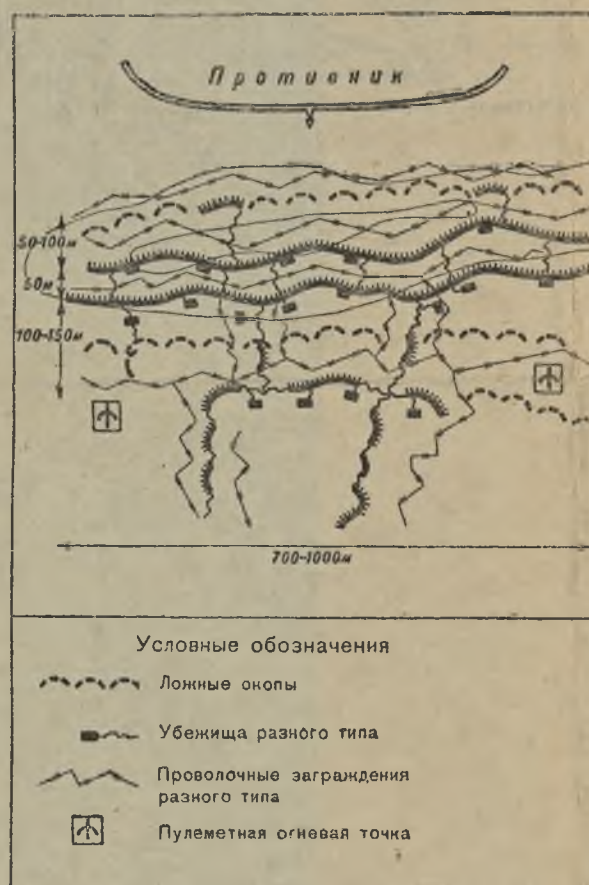 Противник
50-100м
50м
100-150м
700-1000м
Условные обозначения
Ложные окопы
Убежища разного типа
Проволочные заграждения
разного типа
Пулеметная огневая точка